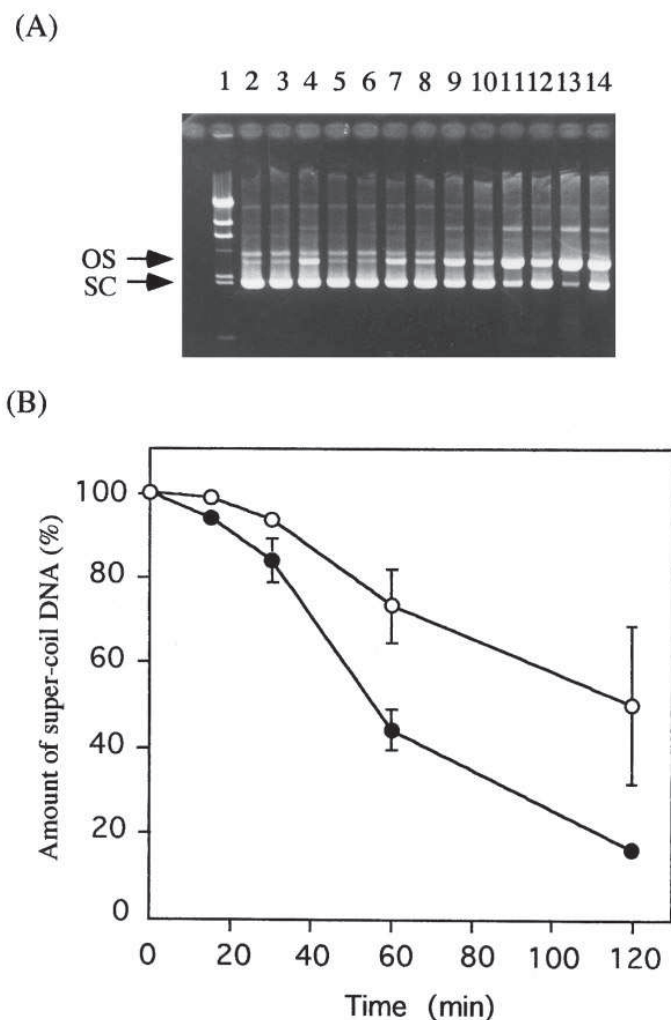 (A)
1 2 3 4 5 6 7 8 9 10 11 12 13 14
OS
SC
(B)
Amount of super-coil DNA (%)
100
80
60
40
20
0
0 20 40 60 80 100 120
Time (min)